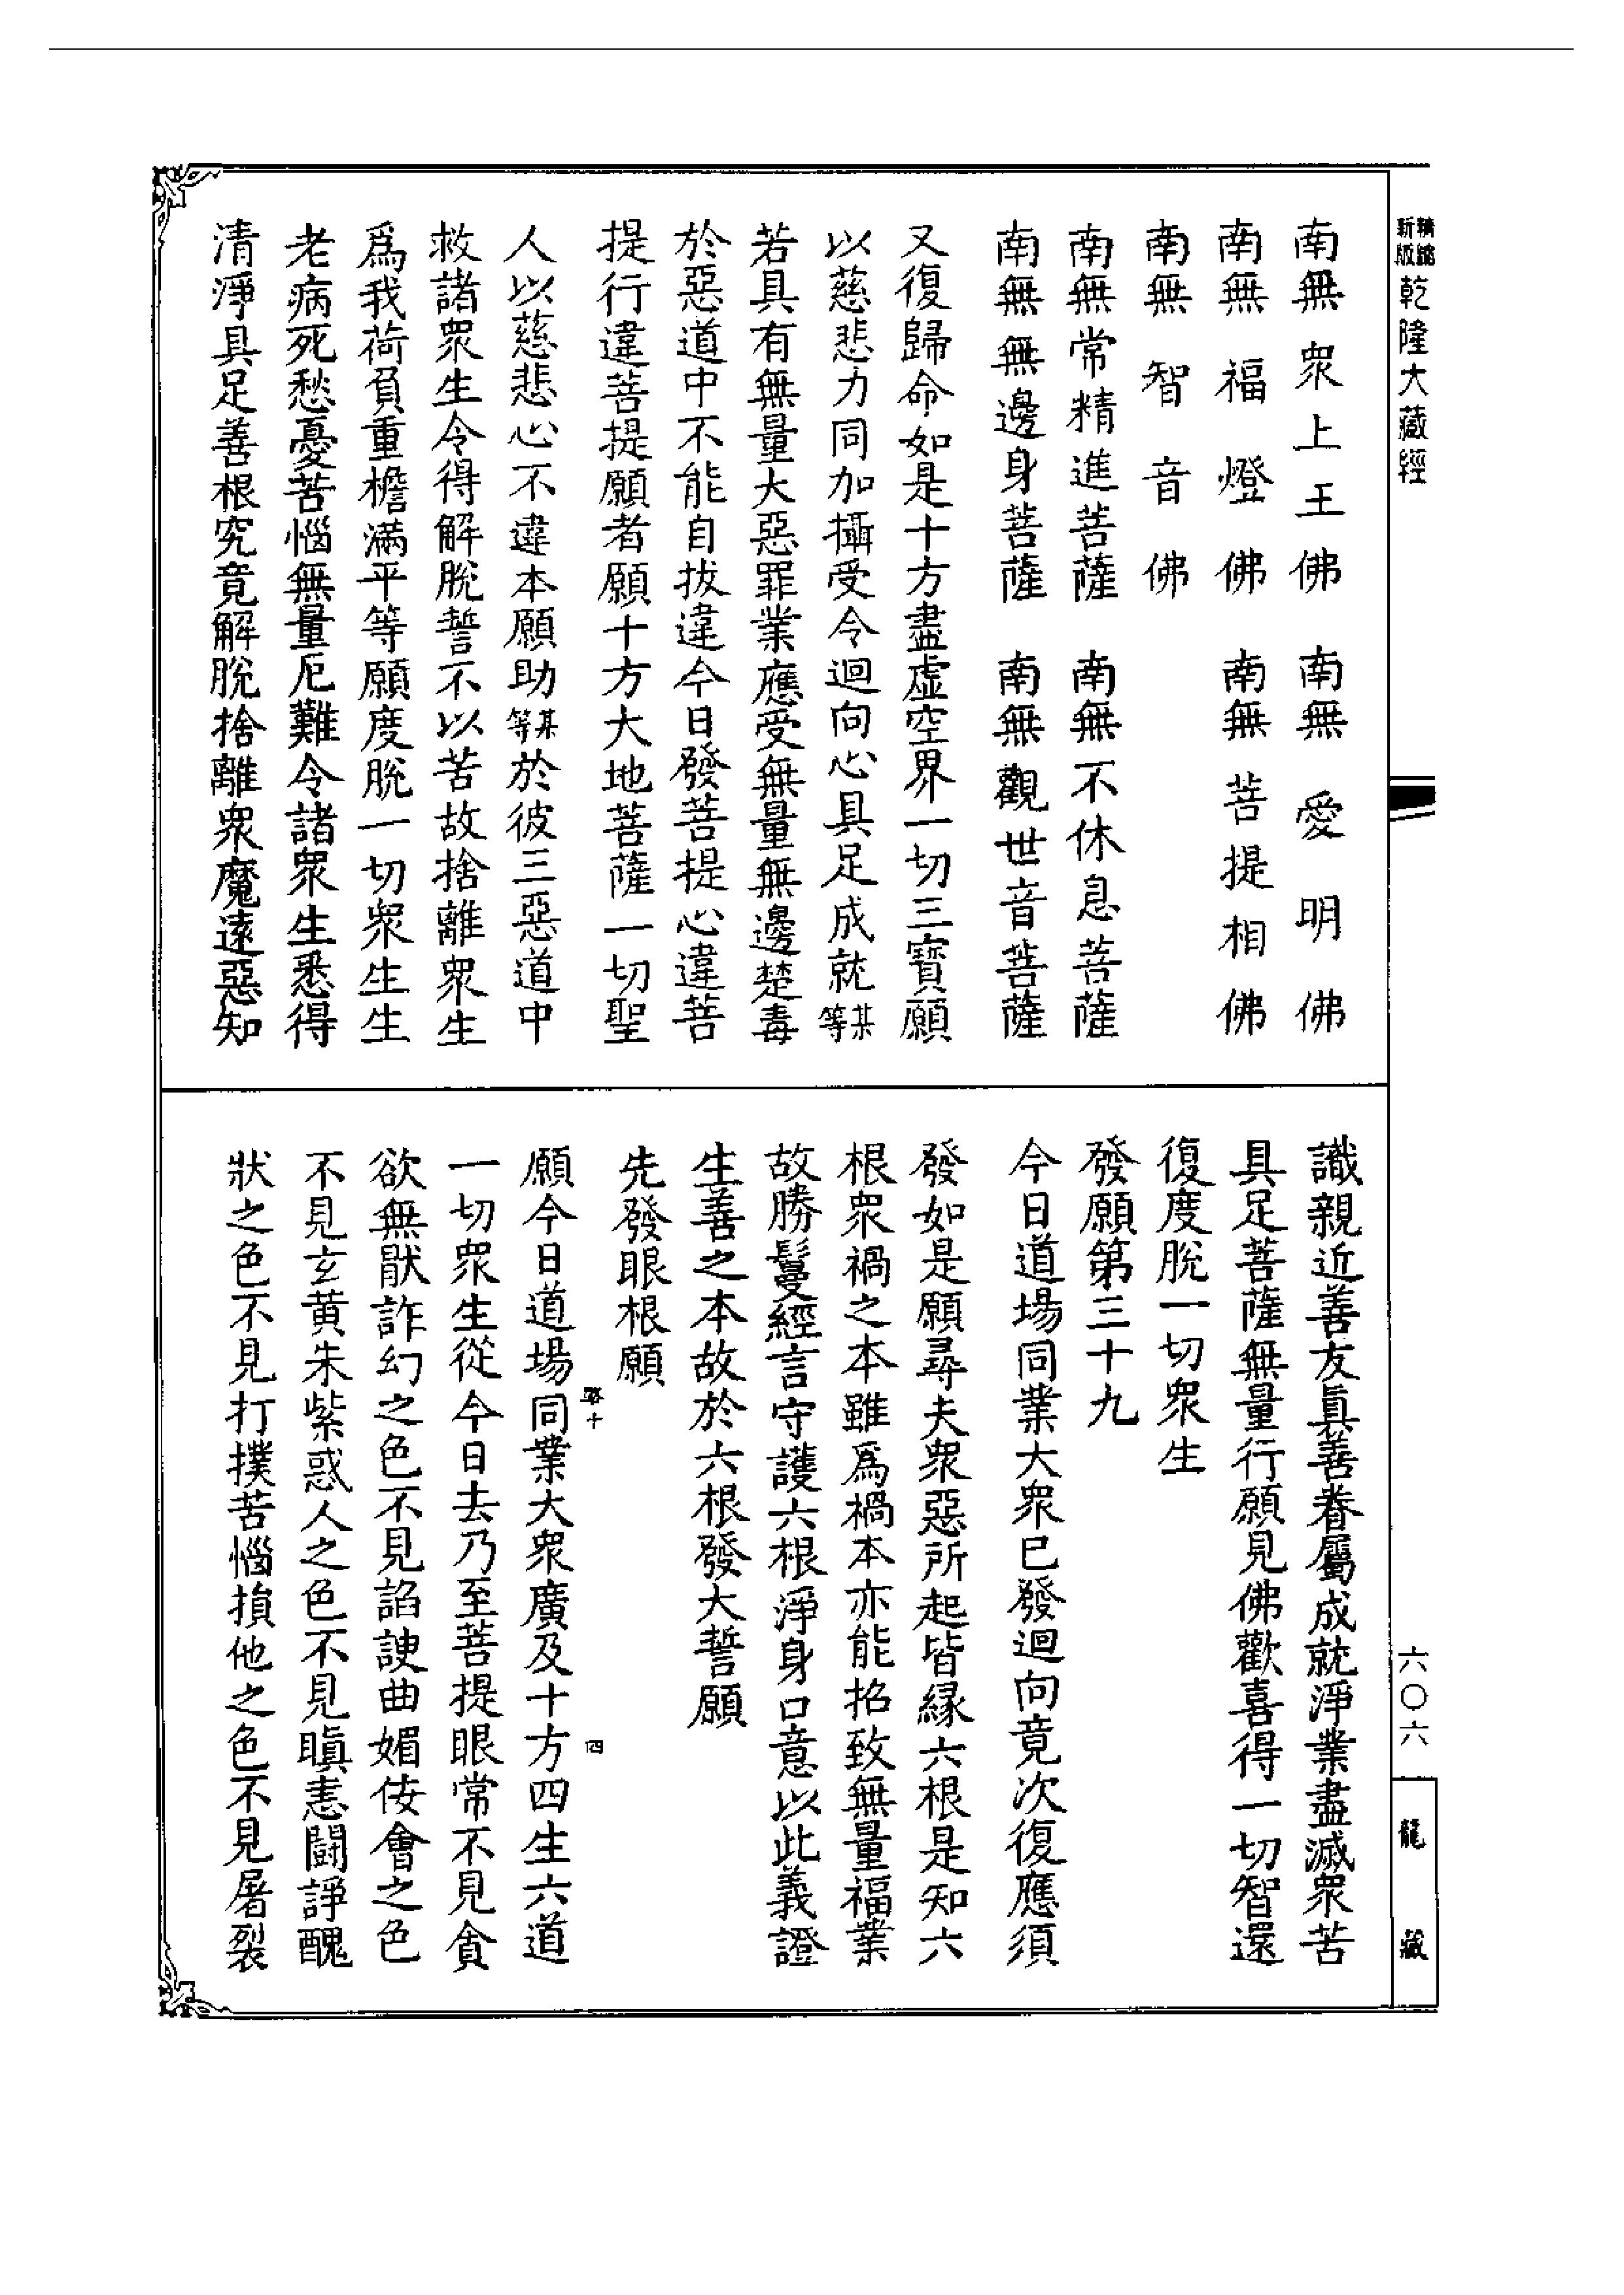 精縮新版乾隆大藏經
南無衆上王佛　南無愛明佛
南無福燈佛　南無菩提相佛
南無智音佛
南無常精進菩薩　南無不休息菩薩
南無無邊身菩薩　南無觀世音菩薩
又復歸命如是十方盡虛空界一切三寶願
以慈悲力同加攝受令迴向心具足成就某等
若具有無量大惡罪業應受無量無邊楚毒
於惡道中不能自拔違今日發菩提心違菩
提行違菩提願者願十方大地菩薩一切聖
人以慈悲心不違本願助某等於彼三惡道中
救諸衆生令得解脫誓不以苦故捨離衆生
爲我荷負重檐滿平等願度脫一切衆生生
老病死愁憂苦惱無量厄難令諸衆生悉得
清淨具足善根究竟解脫捨離衆魔遠惡知
識親近善友眞善眷屬成就淨業盡滅衆苦
具足菩薩無量行願見佛歡喜得一切智還
復度脫一切衆生
發願第三十九
今日道場同業大衆已發迴向竟次復應須
發如是願尋夫衆惡所起皆緣六根是知六
根衆禍之本雖爲禍本亦能招致無量福業
故勝鬘經言守護六根淨身口意以此義證
生善之本故於六根發大誓願
先發眼根願
願今日道場同業大衆廣及十方四生六道
一切衆生從今日去乃至菩提眼常不見貪
欲無猒詐幻之色不見諂諛曲媚佞會之色
不見玄黃朱紫惑人之色不見瞋恚鬪諍醜
狀之色不見打撲苦惱損他之色不見屠裂
十
四
六〇六
龍藏